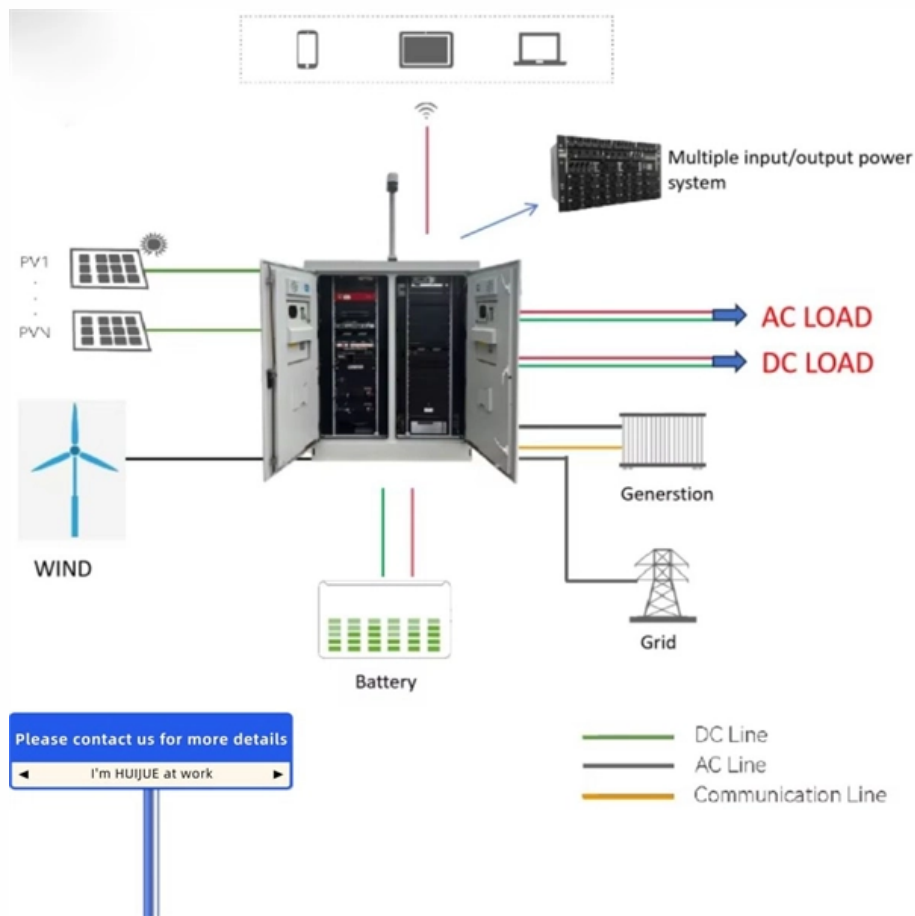 Multiple input/output power
system
PV1
PVN
AC LOAD
DC LOAD
Generstion
WIND
Grid
Battery
Please contact us for more details
I'm HUIJUE at work
DC Line
AC Line
Communication Line